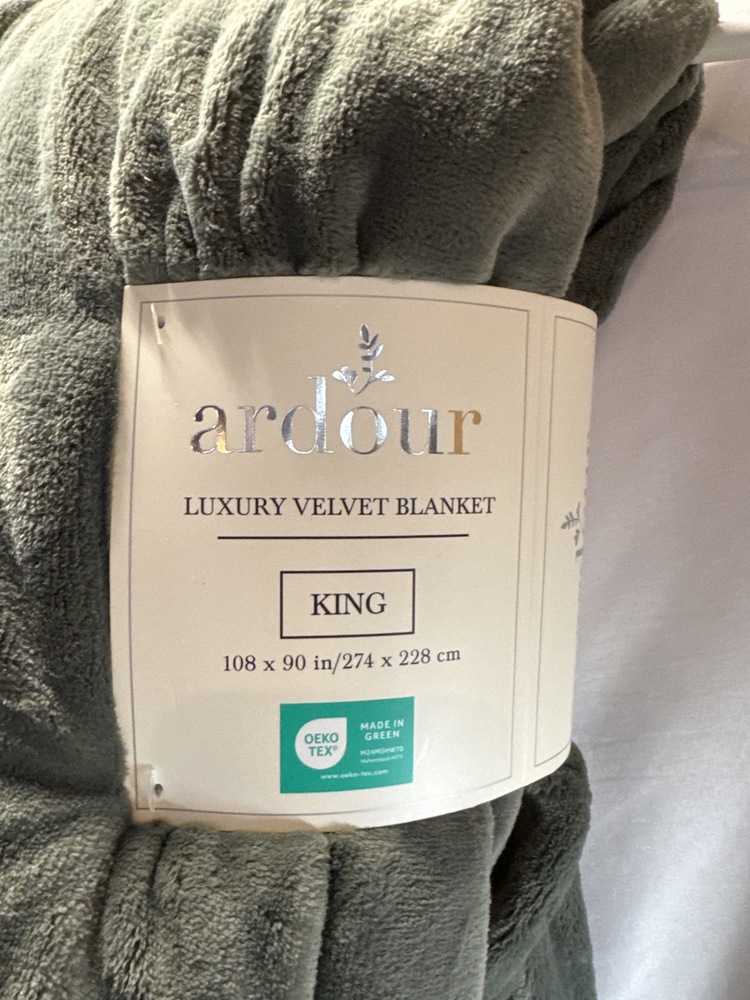 ardour
LUXURY VELVET BLANKET
KING
108 x 90 in/274 x 228 cm
OEKO
TEX®
MADE IN
GREEN
M24MSHW79
www.oeko-tex.com